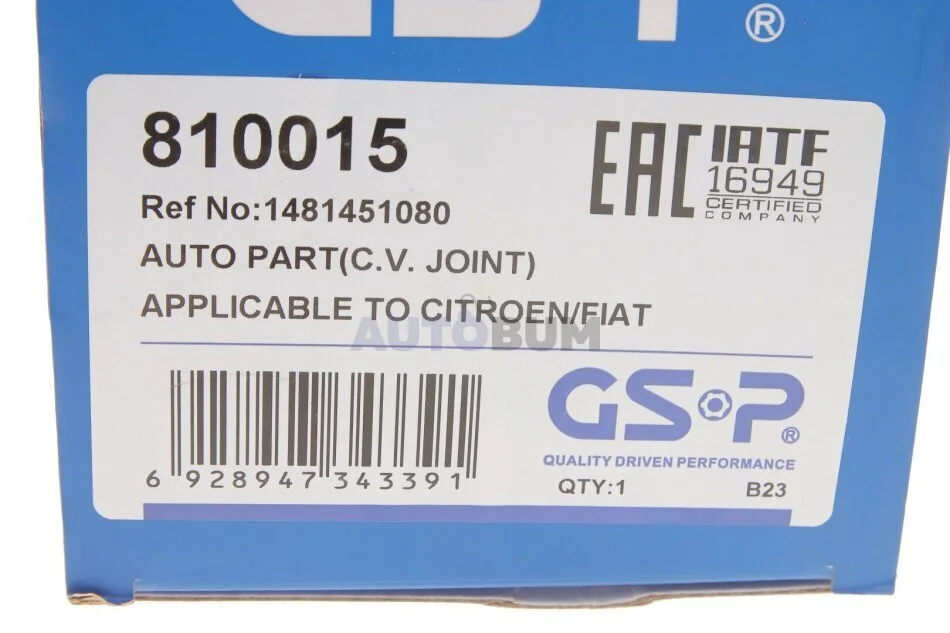 ®
810015
Ref No:1481451080
AUTO PART(C.V. JOINT)
APPLICABLE TO CITROEN/FIAT
EAC
IATF
16949
CERTIFIED
COMPANY
AUTOBUM
6 928947 343391
GSP®
QUALITY DRIVEN PERFORMANCE
QTY:1
B23